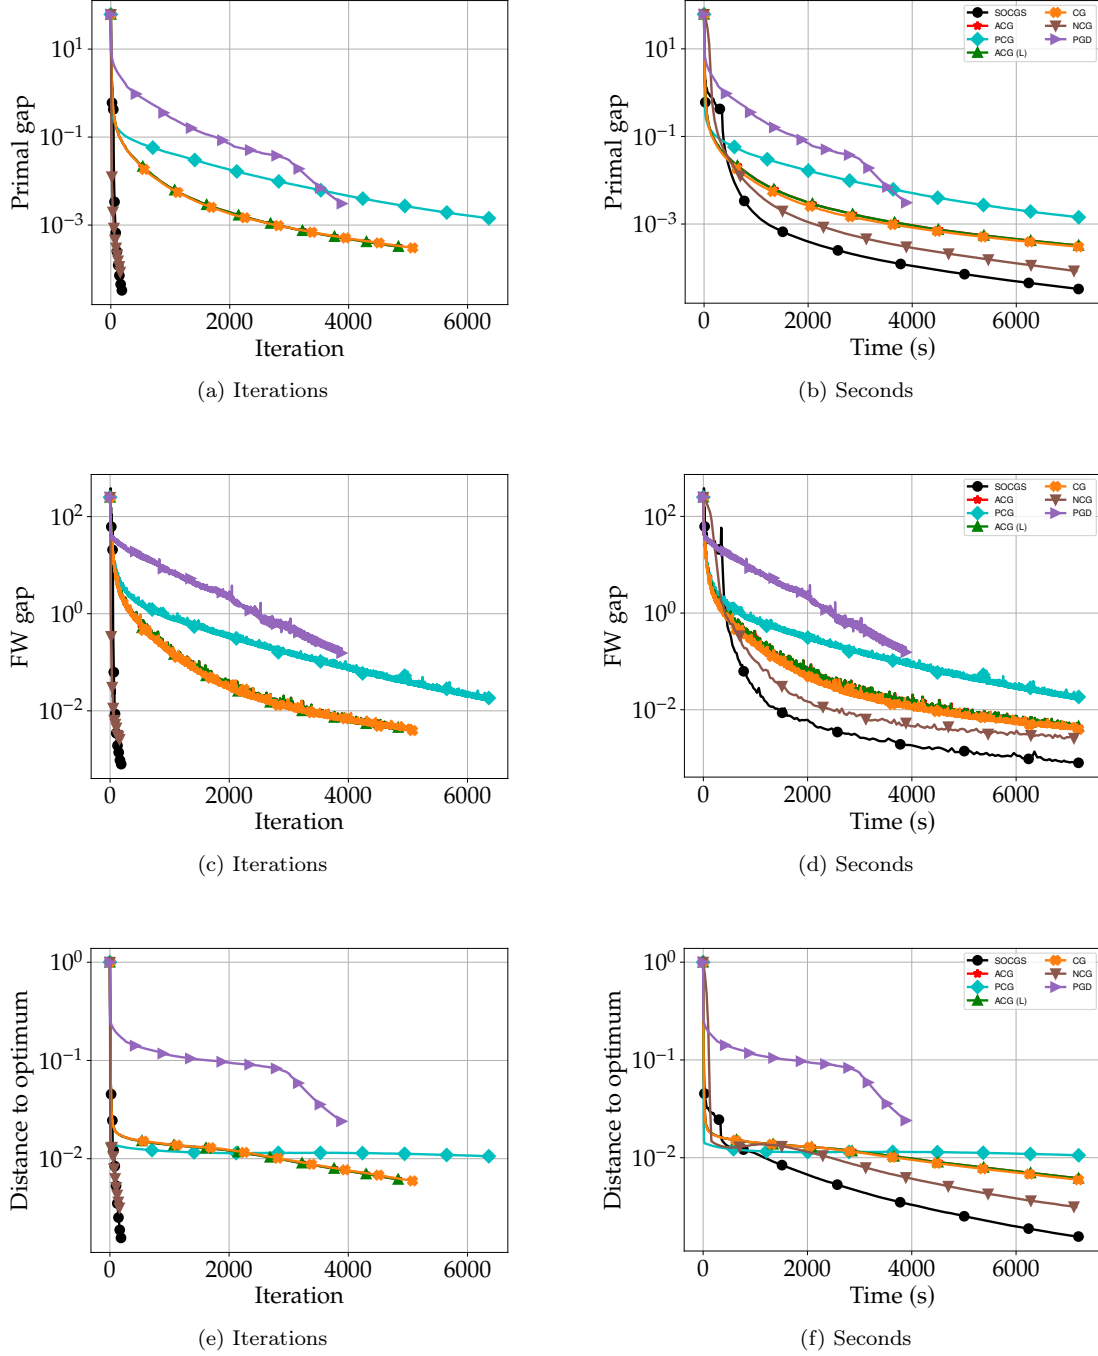 10^1
10^-1
10^-3
Primal gap
0 2000 4000 6000
Iteration
(a) Iterations
SOCGS CG
ACG NCG
PCG PGD
ACG (L)
10^1
10^-1
10^-3
Primal gap
0 2000 4000 6000
Time (s)
(b) Seconds
10^2
10^0
10^-2
FW gap
0 2000 4000 6000
Iteration
(c) Iterations
SOCGS CG
ACG NCG
PCG PGD
ACG (L)
10^2
10^0
10^-2
FW gap
0 2000 4000 6000
Time (s)
(d) Seconds
10^0
10^-1
10^-2
Distance to optimum
0 2000 4000 6000
Iteration
(e) Iterations
SOCGS CG
ACG NCG
PCG PGD
ACG (L)
10^0
10^-1
10^-2
Distance to optimum
0 2000 4000 6000
Time (s)
(f) Seconds